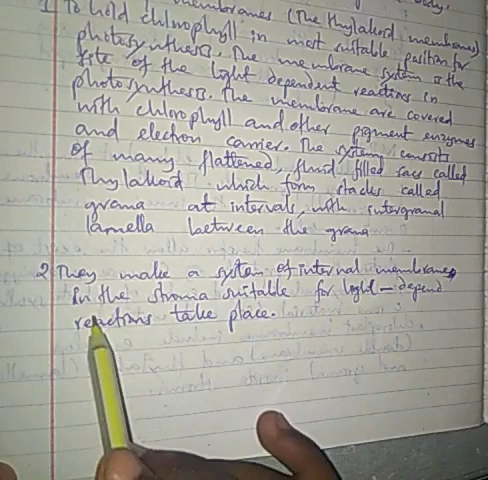 body.
membranes (The thylakoid membranes)
1 To hold chlorophyll in most suitable position for
photosynthesis. The membrane system is the
site of the light dependent reactions in
photosynthesis. The membrane are covered
with chlorophyll and other pigment enzymes
and electron carrier. The system consists
of many flattened, fluid filled sacs called
thylakoid which form stacks called
grana at intervals, with intergranal
lamella between the grana
2 They make a system of internal membranes
in the stroma suitable for light-depend
reactions take place.